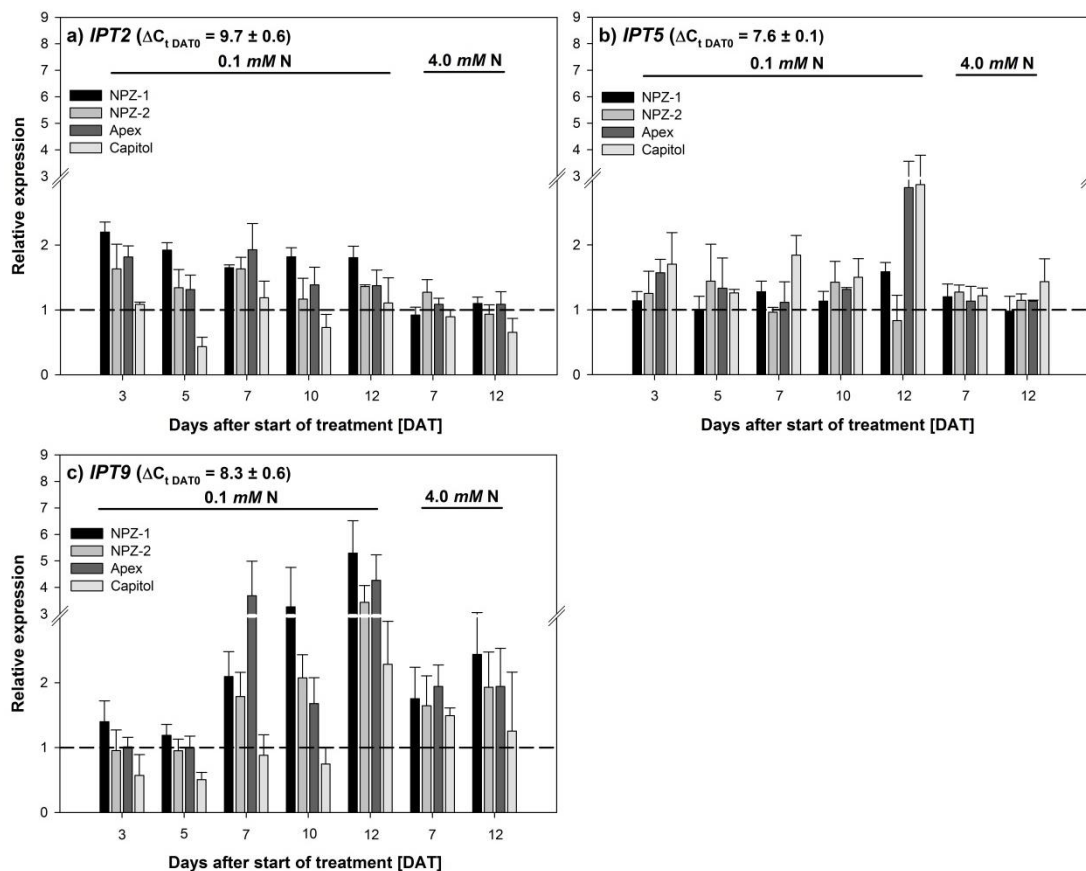 a) IPT2 (ΔCt DAT0 = 9.7 ± 0.6)
0.1 mM N
4.0 mM N
NPZ-1
NPZ-2
Apex
Capitol
Relative expression
9
8
7
6
5
4
3
2
1
0
3
5
7
10
12
7
12
Days after start of treatment [DAT]
b) IPT5 (ΔCt DAT0 = 7.6 ± 0.1)
0.1 mM N
4.0 mM N
NPZ-1
NPZ-2
Apex
Capitol
Relative expression
9
8
7
6
5
4
3
2
1
0
3
5
7
10
12
7
12
Days after start of treatment [DAT]
c) IPT9 (ΔCt DAT0 = 8.3 ± 0.6)
0.1 mM N
4.0 mM N
NPZ-1
NPZ-2
Apex
Capitol
Relative expression
9
8
7
6
5
4
3
2
1
0
3
5
7
10
12
7
12
Days after start of treatment [DAT]